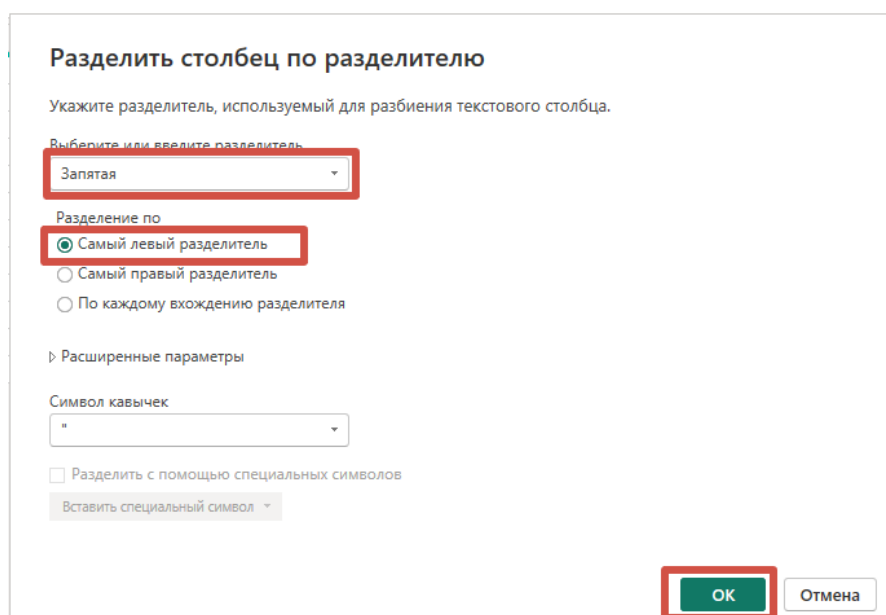 Разделить столбец по разделителю
Укажите разделитель, используемый для разбиения текстового столбца.
Выберите или введите разделитель
Запятая
Разделение по
Самый левый разделитель
Самый правый разделитель
По каждому вхождению разделителя
Расширенные параметры
Символ кавычек
"
Разделить с помощью специальных символов
Вставить специальный символ
ОК Отмена